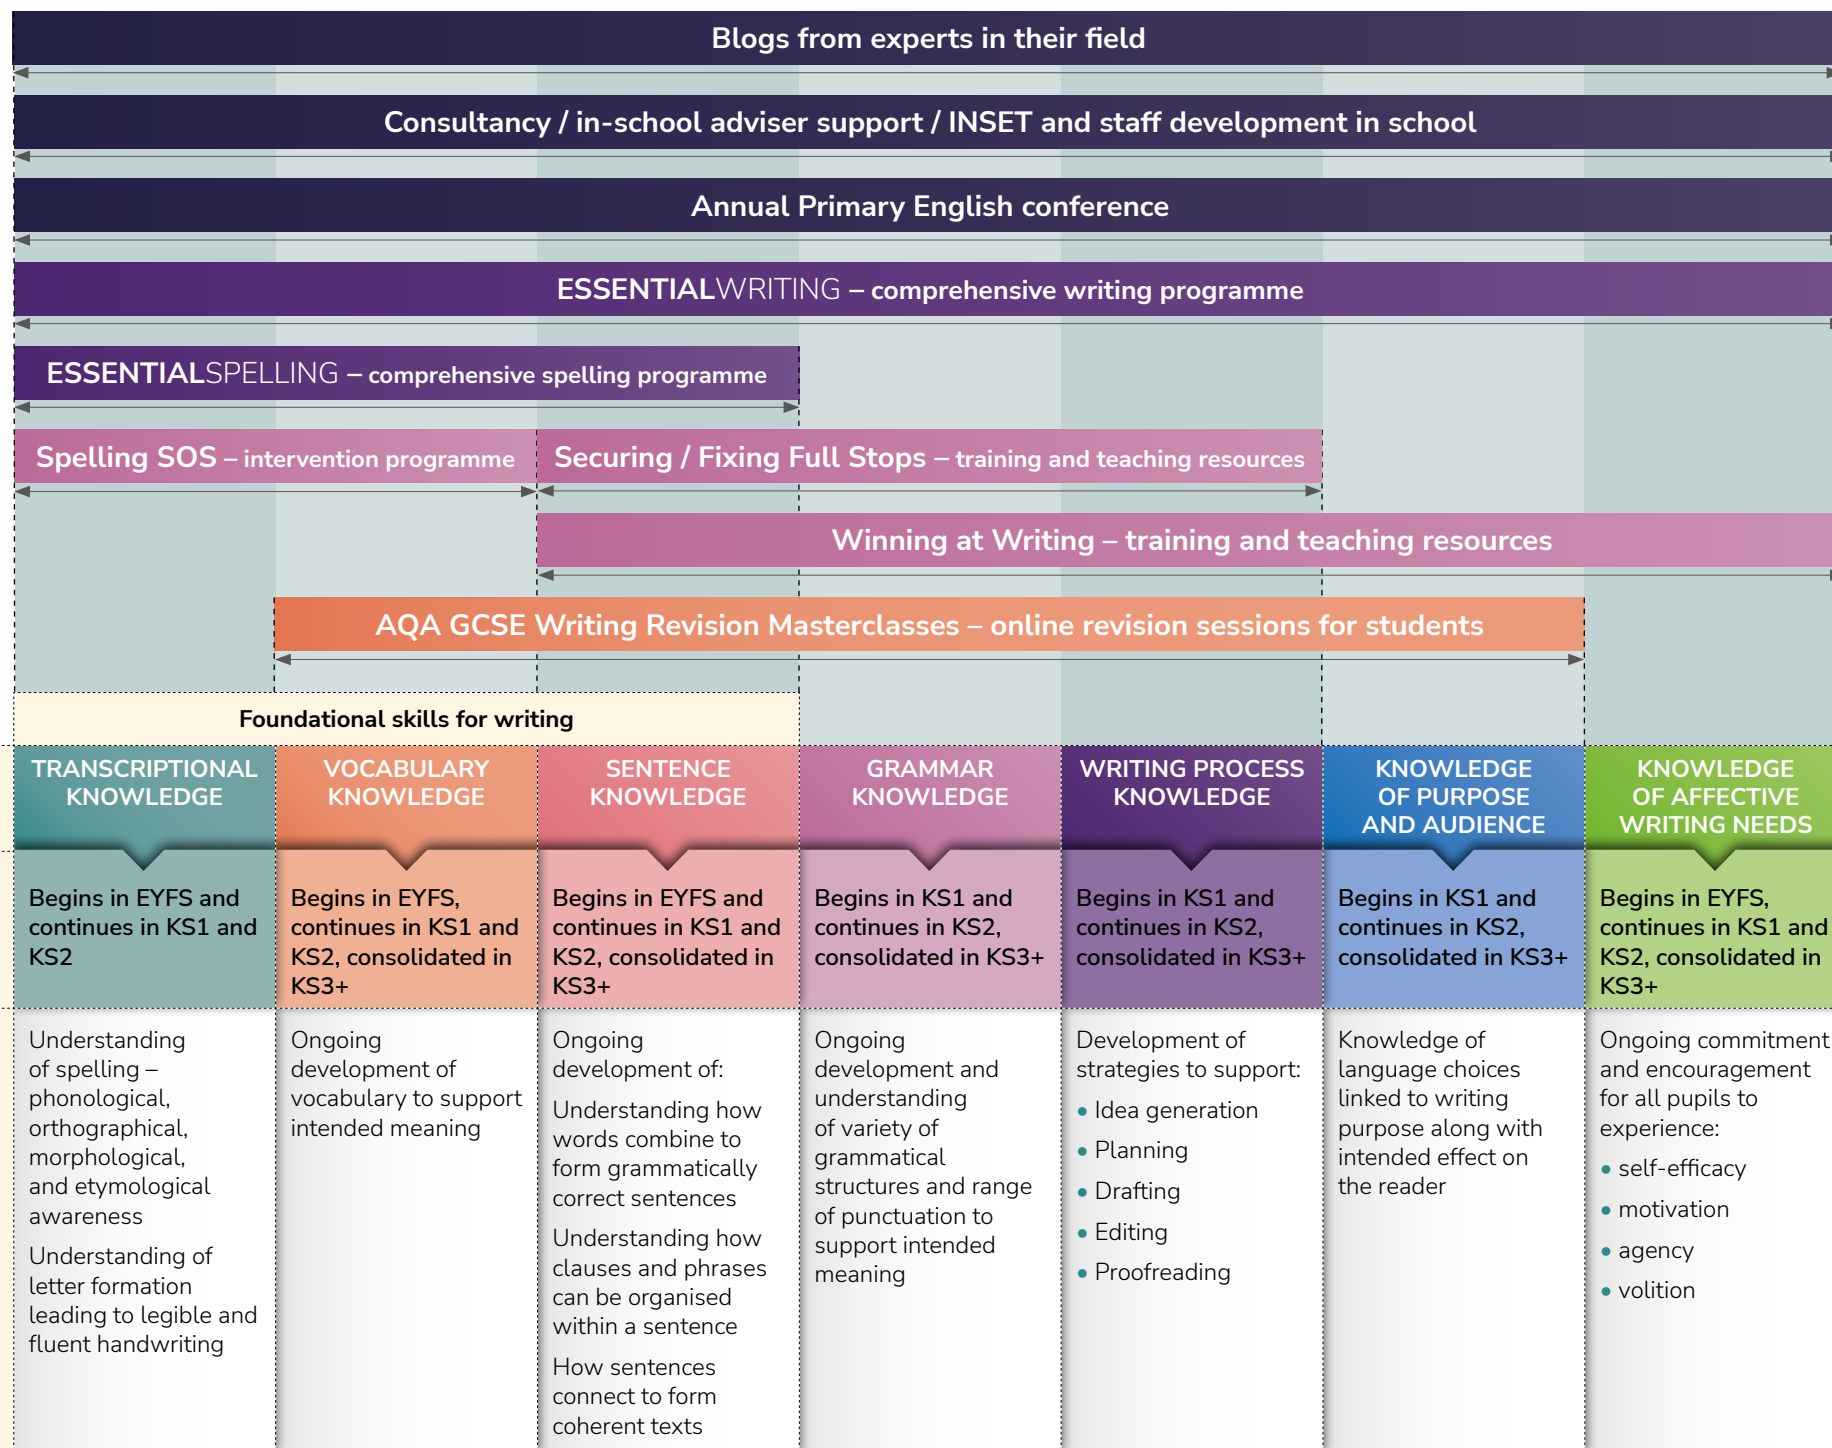 Blogs from experts in their field
Consultancy / in-school adviser support / INSET and staff development in school
Annual Primary English conference
ESSENTIALWRITING – comprehensive writing programme
ESSENTIALSPELLING – comprehensive spelling programme
Spelling SOS – intervention programme
Securing / Fixing Full Stops – training and teaching resources
Winning at Writing – training and teaching resources
AQA GCSE Writing Revision Masterclasses – online revision sessions for students
Foundational skills for writing
TRANSCRIPTIONAL
KNOWLEDGE
Begins in EYFS and
continues in KS1 and
KS2
Understanding
of spelling –
phonological,
orthographical,
morphological,
and etymological
awareness
Understanding of
letter formation
leading to legible and
fluent handwriting
VOCABULARY
KNOWLEDGE
Begins in EYFS,
continues in KS1 and
KS2, consolidated in
KS3+
Ongoing
development of
vocabulary to support
intended meaning
SENTENCE
KNOWLEDGE
Begins in EYFS and
continues in KS1 and
KS2, consolidated in
KS3+
Ongoing
development of:
Understanding how
words combine to
form grammatically
correct sentences
Understanding how
clauses and phrases
can be organised
within a sentence
How sentences
connect to form
coherent texts
GRAMMAR
KNOWLEDGE
Begins in KS1 and
continues in KS2,
consolidated in KS3+
Ongoing
development and
understanding
of variety of
grammatical
structures and range
of punctuation to
support intended
meaning
WRITING PROCESS
KNOWLEDGE
Begins in KS1 and
continues in KS2,
consolidated in KS3+
Development of
strategies to support:
• Idea generation
• Planning
• Drafting
• Editing
• Proofreading
KNOWLEDGE
OF PURPOSE
AND AUDIENCE
Begins in KS1 and
continues in KS2,
consolidated in KS3+
Knowledge of
language choices
linked to writing
purpose along with
intended effect on
the reader
KNOWLEDGE
OF AFFECTIVE
WRITING NEEDS
Begins in EYFS,
continues in KS1 and
KS2, consolidated in
KS3+
Ongoing commitment
and encouragement
for all pupils to
experience:
• self-efficacy
• motivation
• agency
• volition